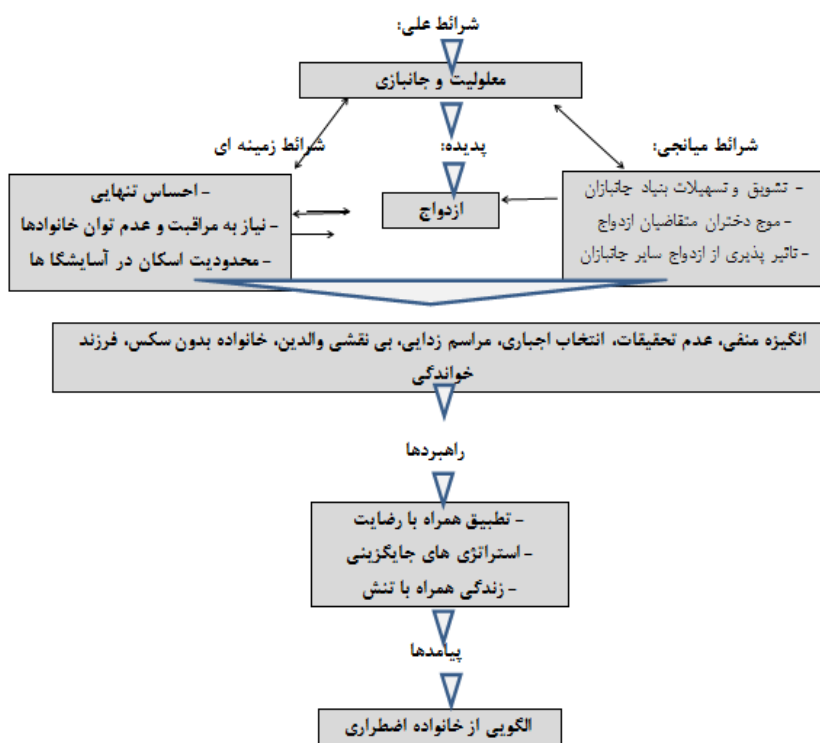 شرائط علی:
معلولیت و جانبازی
شرائط میانجی:
پدیده:
شرائط زمینه ای
- تشویق و تسهیلات بنیاد جانبازان
- موج دختران متقاضیان ازدواج
- تاثیر پذیری از ازدواج سایر جانبازان
ازدواج
- احساس تنهایی
- نیاز به مراقبت و عدم توان خانوادها
- محدودیت اسکان در آسایشگا ها
انگیزه منفی، عدم تحقیقات، انتخاب اجباری، مراسم زدایی، بی نقشی والدین، خانواده بدون سکس، فرزند
خواندگی
راهبردها
- تطبیق همراه با رضایت
- استراتژی های جایگزینی
- زندگی همراه با تنش
پیامدها
الگویی از خانواده اضطراری